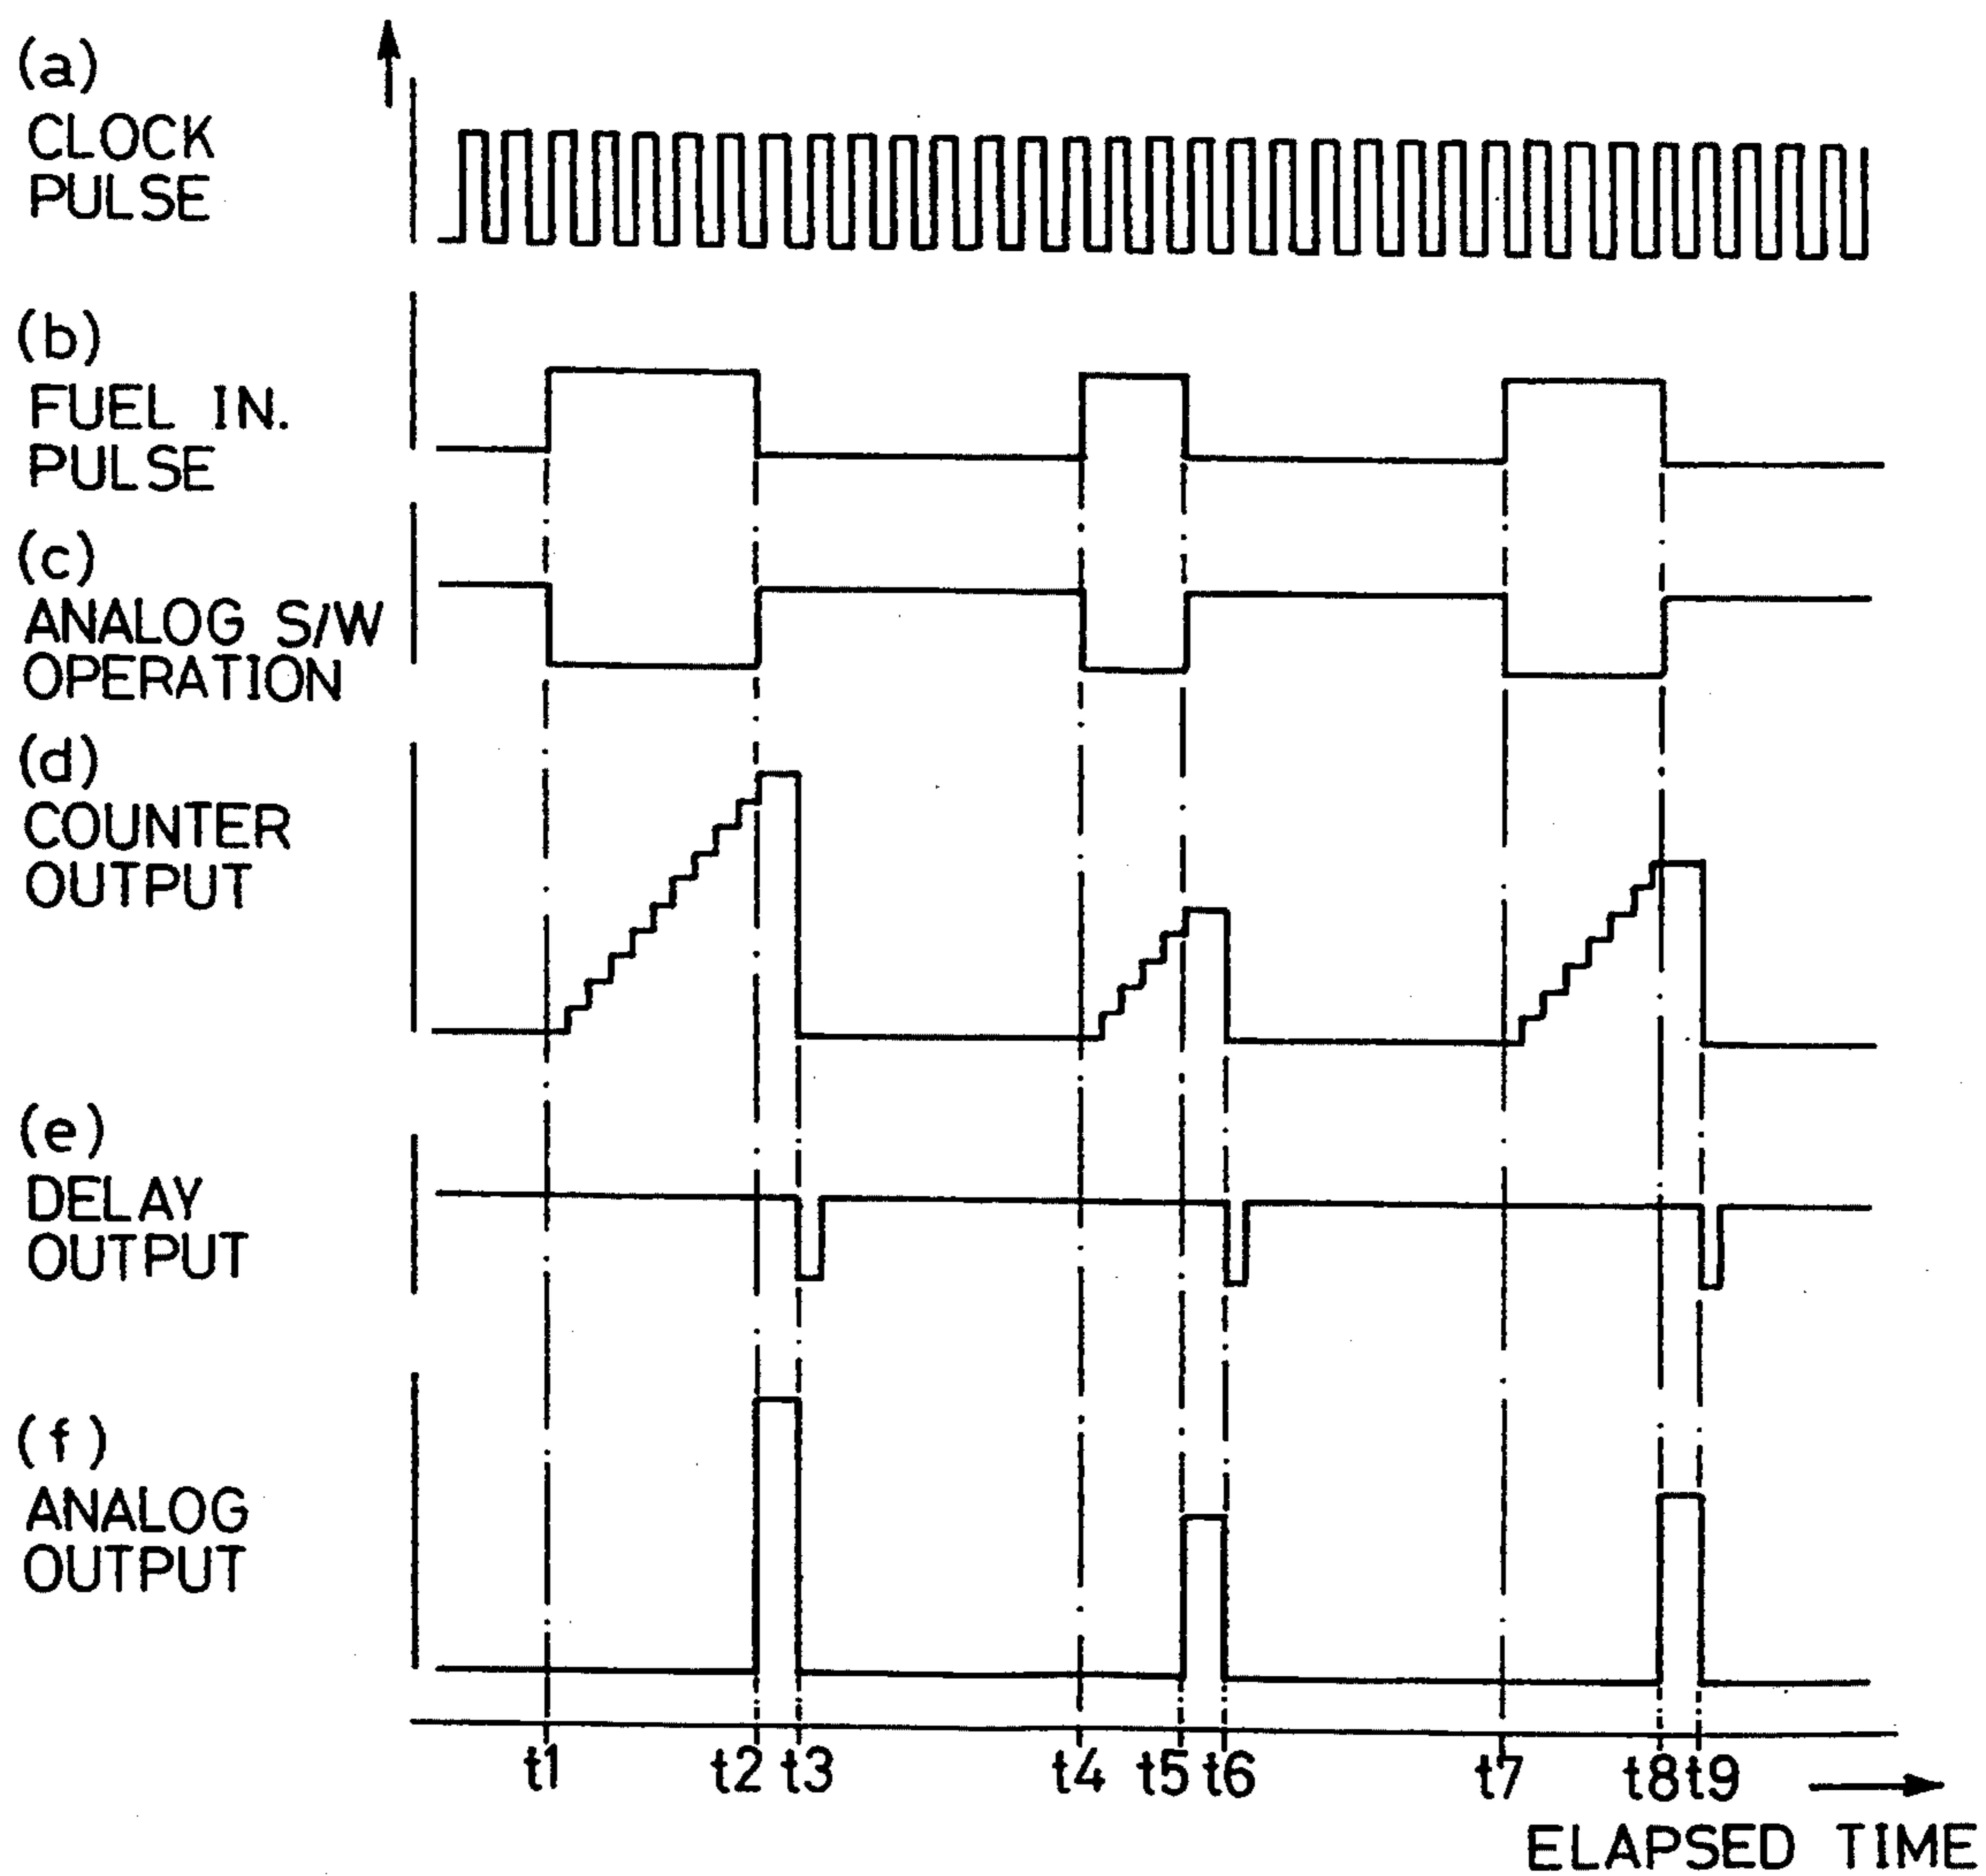 (a)
CLOCK
PULSE
(b)
FUEL IN.
PULSE
(c)
ANALOG S/W
OPERATION
(d)
COUNTER
OUTPUT
(e)
DELAY
OUTPUT
(f)
ANALOG
OUTPUT
t1 t2 t3 t4 t5 t6 t7 t8 t9
ELAPSED TIME